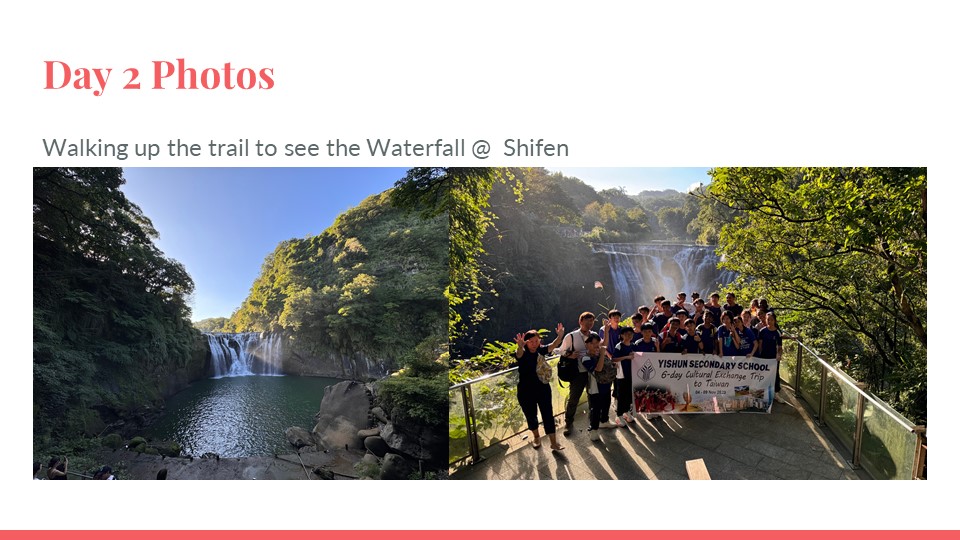 Day 2 Photos
Walking up the trail to see the Waterfall @  Shifen
YISHUN SECONDARY SCHOOL
6-day Cultural Exchange Trip
to Taiwan